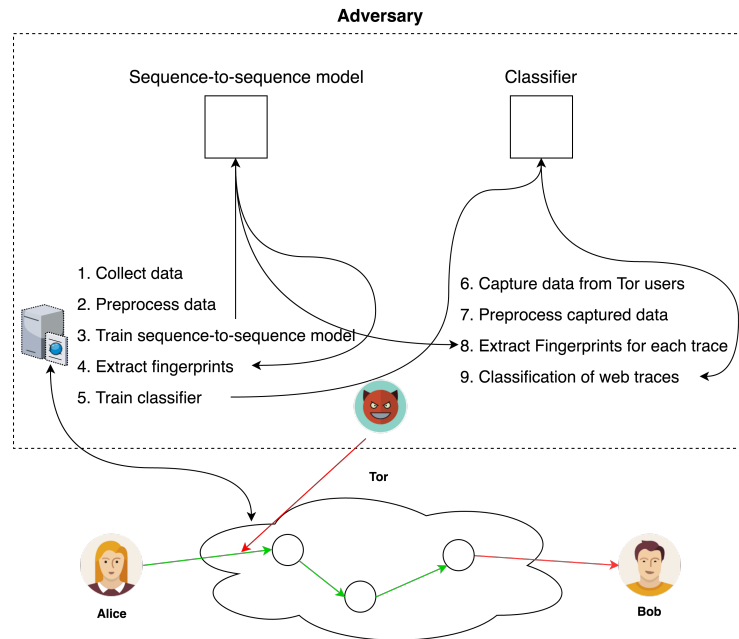 Adversary
Sequence-to-sequence model
Classifier
1. Collect data
2. Preprocess data
3. Train sequence-to-sequence model
4. Extract fingerprints
5. Train classifier
6. Capture data from Tor users
7. Preprocess captured data
8. Extract Fingerprints for each trace
9. Classification of web traces
Tor
Alice
Bob